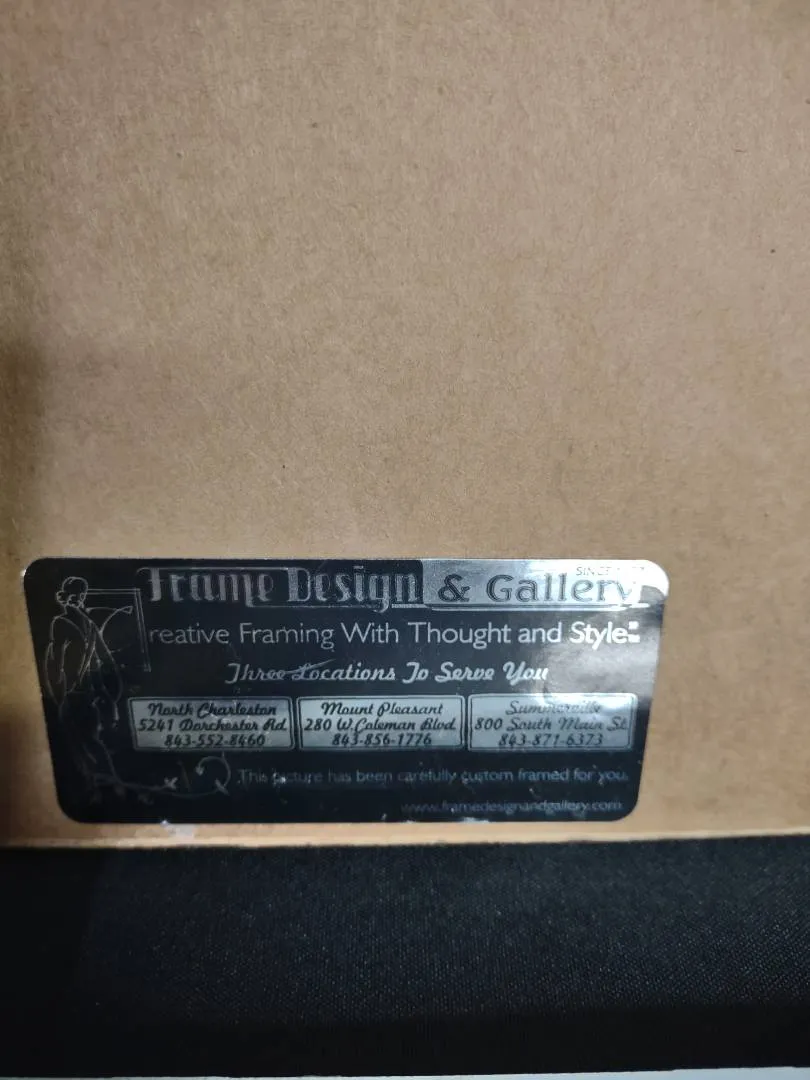 Frame Design & Gallery
SINCE
reative Framing With Thought and Style
Three Locations To Serve You
North Charleston
5241 Dorchester Rd
843-552-8460
Mount Pleasant
280 W. Coleman Blvd
843-856-1776
Summerville
800 South Main St
843-871-6373
This picture has been carefully custom framed for you.
www.framedesignandgallery.com